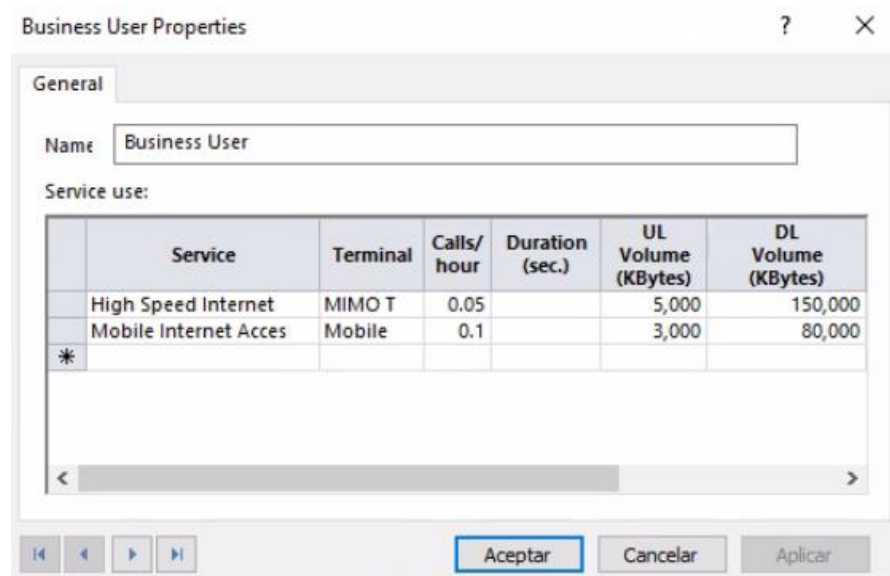 Business User Properties ? ×
General
Name Business User
Service use:
Service Terminal Calls/ hour Duration (sec.) UL Volume (KBytes) DL Volume (KBytes)
High Speed Internet MIMO T 0.05 5,000 150,000
Mobile Internet Acces Mobile 0.1 3,000 80,000
Aceptar Cancelar Aplicar